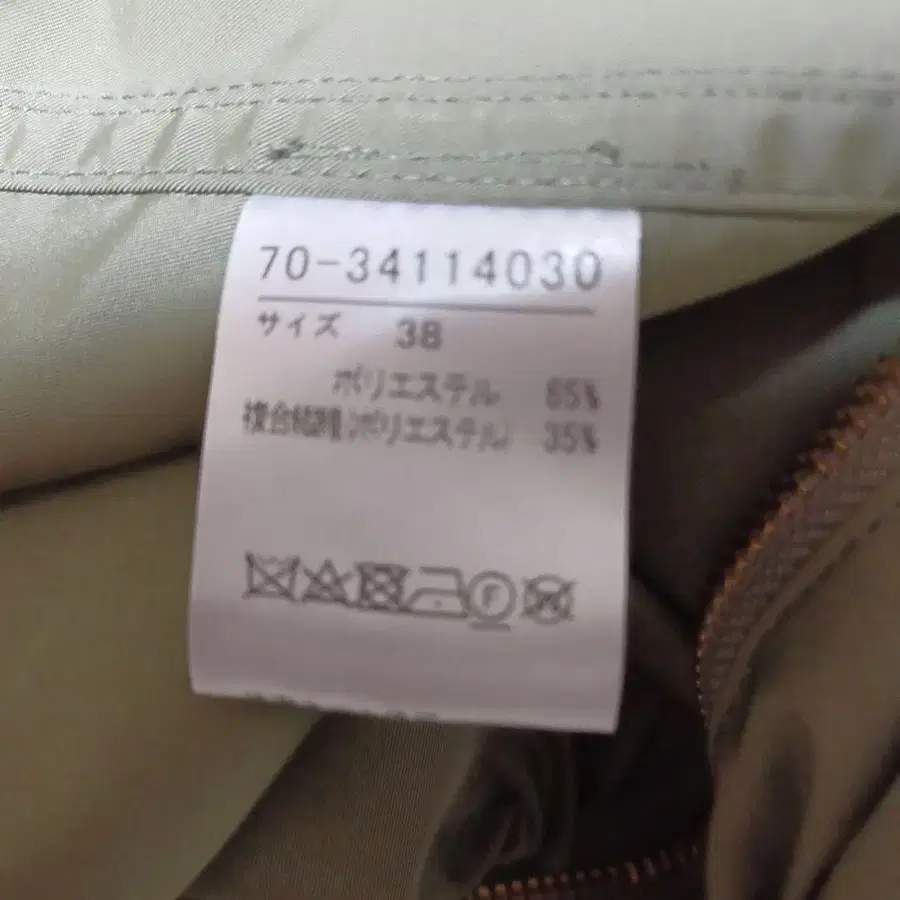 70-34114030
サイズ 38
ポリエステル 65%
複合繊維(ポリエステル) 35%
F